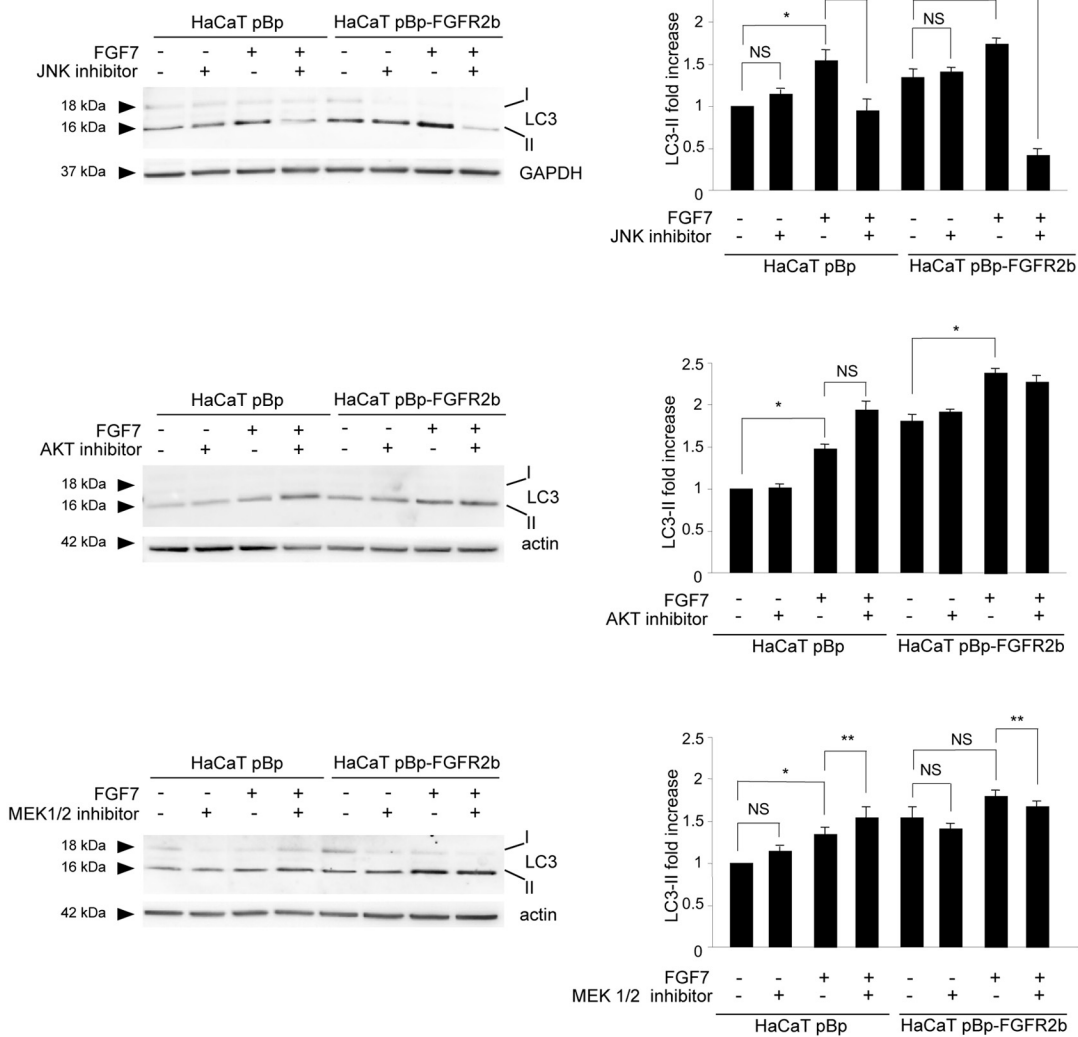 HaCaT pBp HaCaT pBp-FGFR2b
FGF7 - - + + - - + +
JNK inhibitor - + - + - + - +
18 kDa I
LC3
16 kDa II
37 kDa GAPDH
LC3-II fold increase
1
0.5
0
* NS NS
FGF7 - - + + - - + +
JNK inhibitor - + - + - + - +
HaCaT pBp HaCaT pBp-FGFR2b
HaCaT pBp HaCaT pBp-FGFR2b
FGF7 - - + + - - + +
AKT inhibitor - + - + - + - +
18 kDa I
LC3
16 kDa II
42 kDa actin
LC3-II fold increase
2.5
2
1.5
1
0.5
0
* NS *
FGF7 - - + + - - + +
AKT inhibitor - + - + - + - +
HaCaT pBp HaCaT pBp-FGFR2b
HaCaT pBp HaCaT pBp-FGFR2b
FGF7 - - + + - - + +
MEK1/2 inhibitor - + - + - + - +
18 kDa I
LC3
16 kDa II
42 kDa actin
LC3-II fold increase
2.5
2
1.5
1
0.5
0
NS * ** NS NS **
FGF7 - - + + - - + +
MEK 1/2 inhibitor - + - + - + - +
HaCaT pBp HaCaT pBp-FGFR2b